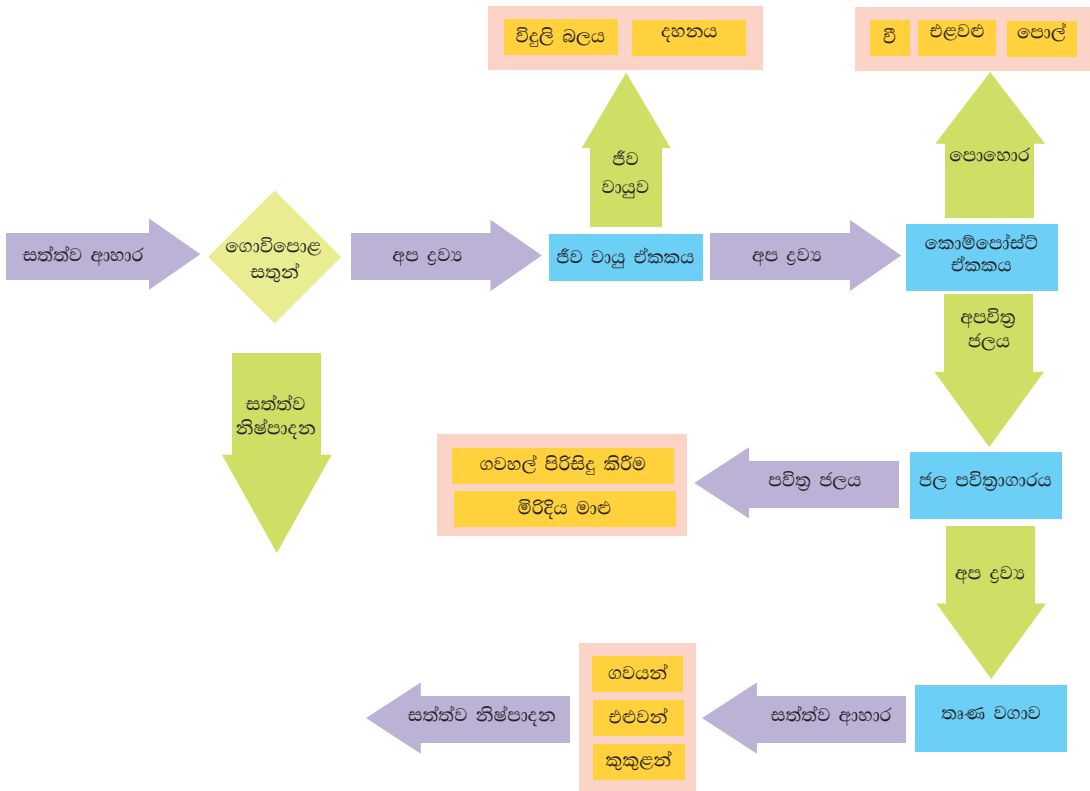 විදුලි බලය
දහනය
වී
එළවළු
පොල්
ජීව
වායුව
පොහොර
සත්ත්ව ආහාර
ගොවිපොළ
සතුන්
අප ද්‍රව්‍ය
ජීව වායු ඒකකය
අප ද්‍රව්‍ය
කොම්පෝස්ට්
ඒකකය
අපවිත්‍ර
ජලය
සත්ත්ව
නිෂ්පාදන
ගවහල් පිරිසිදු කිරීම
මිරිදිය මාළු
පවිත්‍ර ජලය
ජල පවිත්‍රාගාරය
අප ද්‍රව්‍ය
ගවයන්
එළුවන්
කුකුළන්
සත්ත්ව නිෂ්පාදන
සත්ත්ව ආහාර
තෘණ වගාව